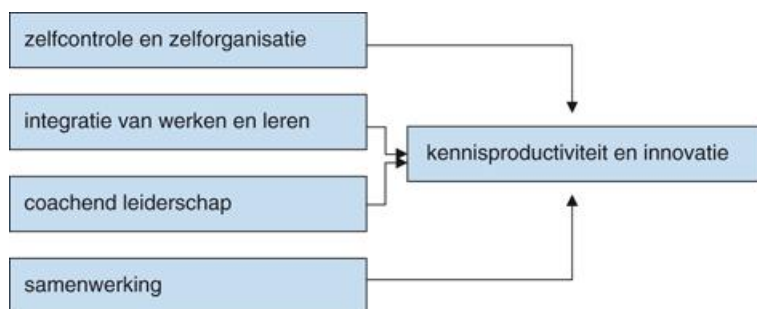 zelfcontrole en zelforganisatie
integratie van werken en leren
kennisproductiviteit en innovatie
coachend leiderschap
samenwerking